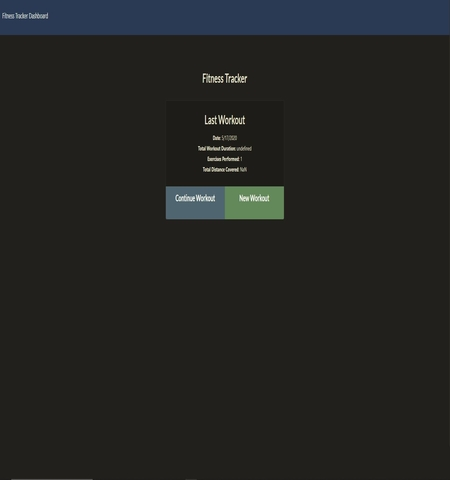 Fitness Tracker Dashboard
Fitness Tracker
Last Workout
Date: 5/17/2020
Total Workout Duration: undefined
Exercises Performed: 1
Total Distance Covered: NaN
Continue Workout
New Workout